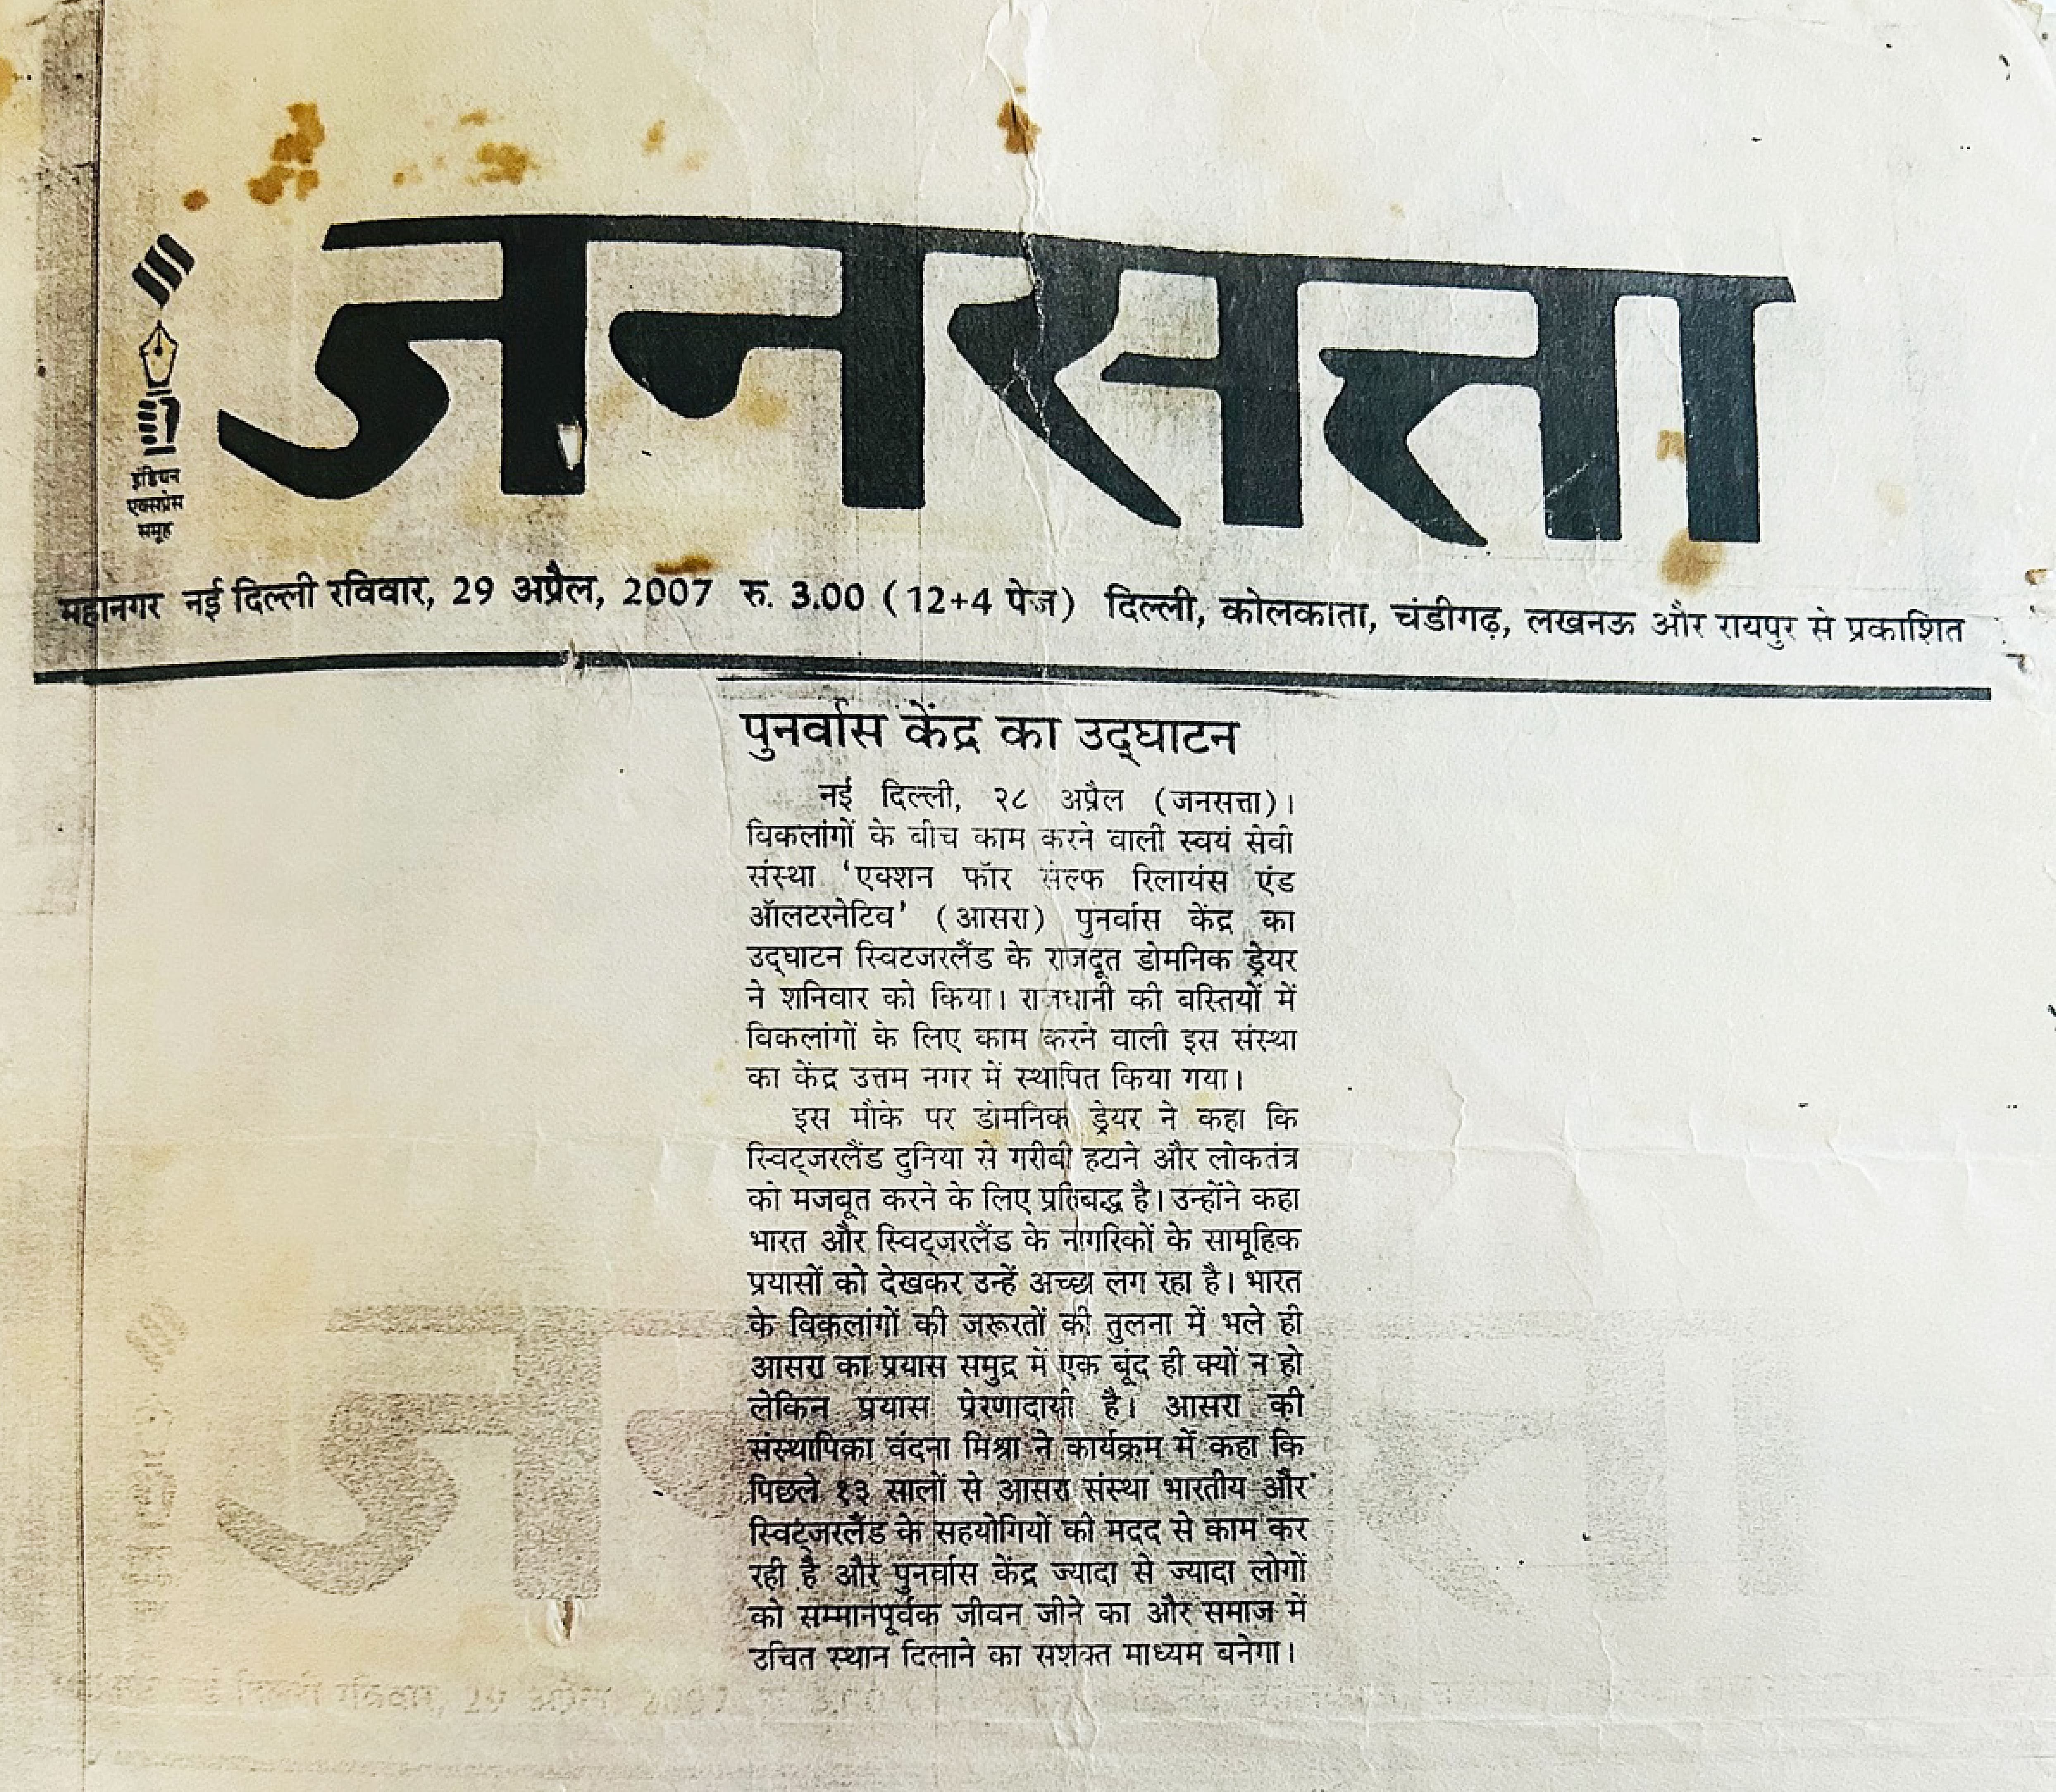 जनसत्ता
इंडियन
एक्सप्रेस
समूह
महानगर नई दिल्ली रविवार, 29 अप्रैल, 2007 रु. 3.00 (12+4 पेज) दिल्ली, कोलकाता, चंडीगढ़, लखनऊ और रायपुर से प्रकाशित
पुनर्वास केंद्र का उद्‌घाटन
नई दिल्ली, २८ अप्रैल (जनसत्ता)।
विकलांगों के बीच काम करने वाली स्वयं सेवी
संस्था ‘एक्शन फॉर सेल्फ रिलायंस एंड
ऑलटरनेटिव’ (आसरा) पुनर्वास केंद्र का
उद्‌घाटन स्विटजरलैंड के राजदूत डोमनिक ड्रेयर
ने शनिवार को किया। राजधानी की बस्तियों में
विकलांगों के लिए काम करने वाली इस संस्था
का केंद्र उत्तम नगर में स्थापित किया गया।
इस मौके पर डोमनिक ड्रेयर ने कहा कि
स्विट्जरलैंड दुनिया से गरीबी हटाने और लोकतंत्र
को मजबूत करने के लिए प्रतिबद्ध है। उन्होंने कहा
भारत और स्विट्जरलैंड के नागरिकों के सामूहिक
प्रयासों को देखकर उन्हें अच्छा लग रहा है। भारत
के विकलांगों की जरूरतों की तुलना में भले ही
आसरा का प्रयास समुद्र में एक बूंद ही क्यों न हो
लेकिन प्रयास प्रेरणादायी है। आसरा की
संस्थापिका वंदना मिश्रा ने कार्यक्रम में कहा कि
पिछले १३ सालों से आसरा संस्था भारतीय और
स्विट्जरलैंड के सहयोगियों की मदद से काम कर
रही है और पुनर्वास केंद्र ज्यादा से ज्यादा लोगों
को सम्मानपूर्वक जीवन जीने का और समाज में
उचित स्थान दिलाने का सशक्त माध्यम बनेगा।